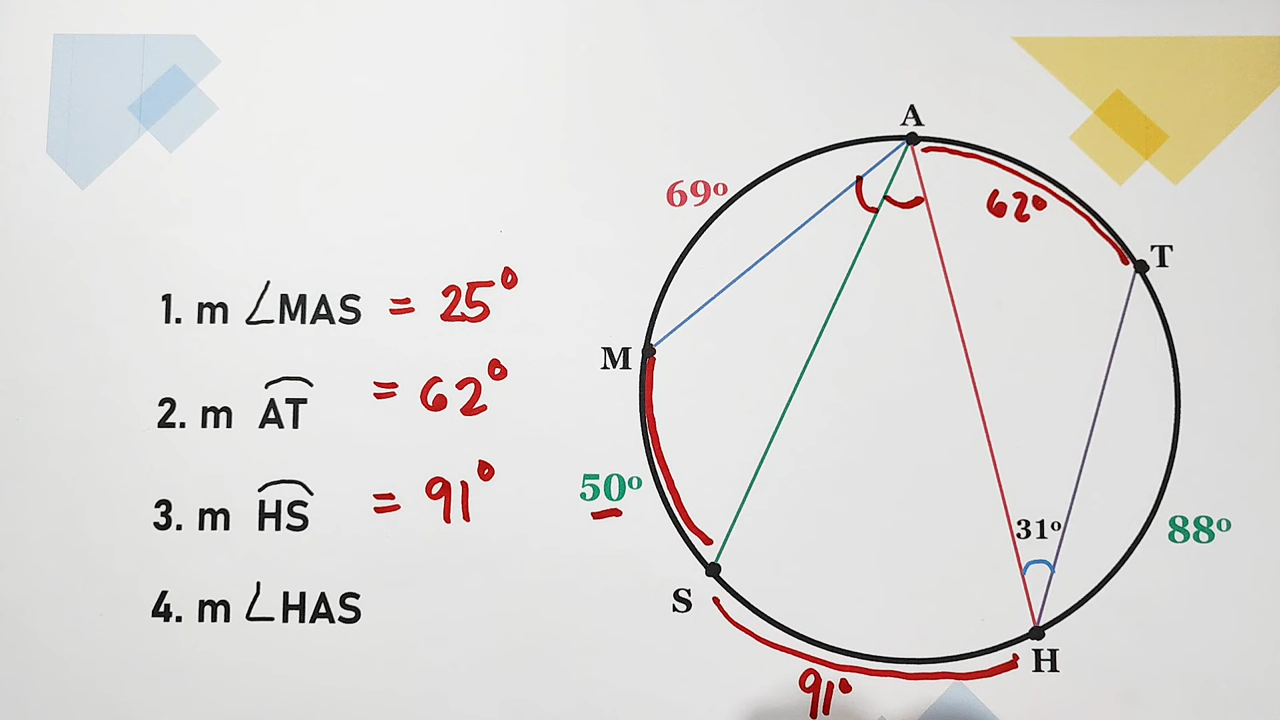 1. m ∠MAS = 25°
2. m AT = 62°
3. m HS = 91°
4. m ∠HAS
A
69°
62°
T
M
50°
31°
88°
S
H
91°